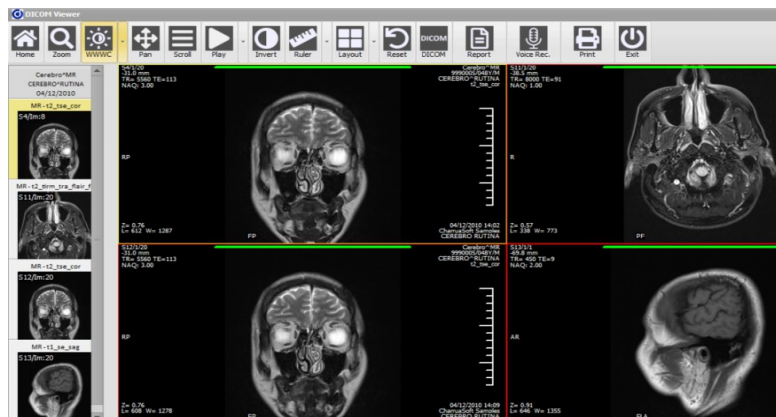 DICOM Viewer
Home Zoom WWWC Pan Scroll Play Invert Ruler Layout Reset DICOM DICOM Report Voice Rec. Print Exit
Cerebro^MR
CEREBRO^RUTINA
04/12/2010
MR-t2_tse_cor
S4/Im:8
MR-t2_tirm_tra_flair_f
S11/Im:20
MR-t2_tse_cor
S12/Im:20
MR-t1_se_sag
S13/Im:20
S4/1/20
-31.0 mm
TR= 5560 TE=113
NAQ: 3.00
Cerebro^MR
999000S/048Y/M
CEREBRO^RUTINA
t2_tse_cor
RP
Z= 0.76
L= 612 W= 1287
FP
04/12/2010 14:02
CharruaSoft Samples
CEREBRO RUTINA
S11/1/20
-38.5 mm
TR= 8000 TE=91
NAQ: 1.00
R
Z= 0.57
L= 338 W= 773
PF
S12/1/20
-31.0 mm
TR= 5560 TE=113
NAQ: 3.00
Cerebro^MR
999000S/048Y/M
CEREBRO^RUTINA
t2_tse_cor
RP
Z= 0.76
L= 608 W= 1278
FP
04/12/2010 14:09
CharruaSoft Samples
CEREBRO RUTINA
S13/1/1
-69.8 mm
TR= 450 TE=9
NAQ: 2.00
AR
Z= 0.91
L= 646 W= 1355